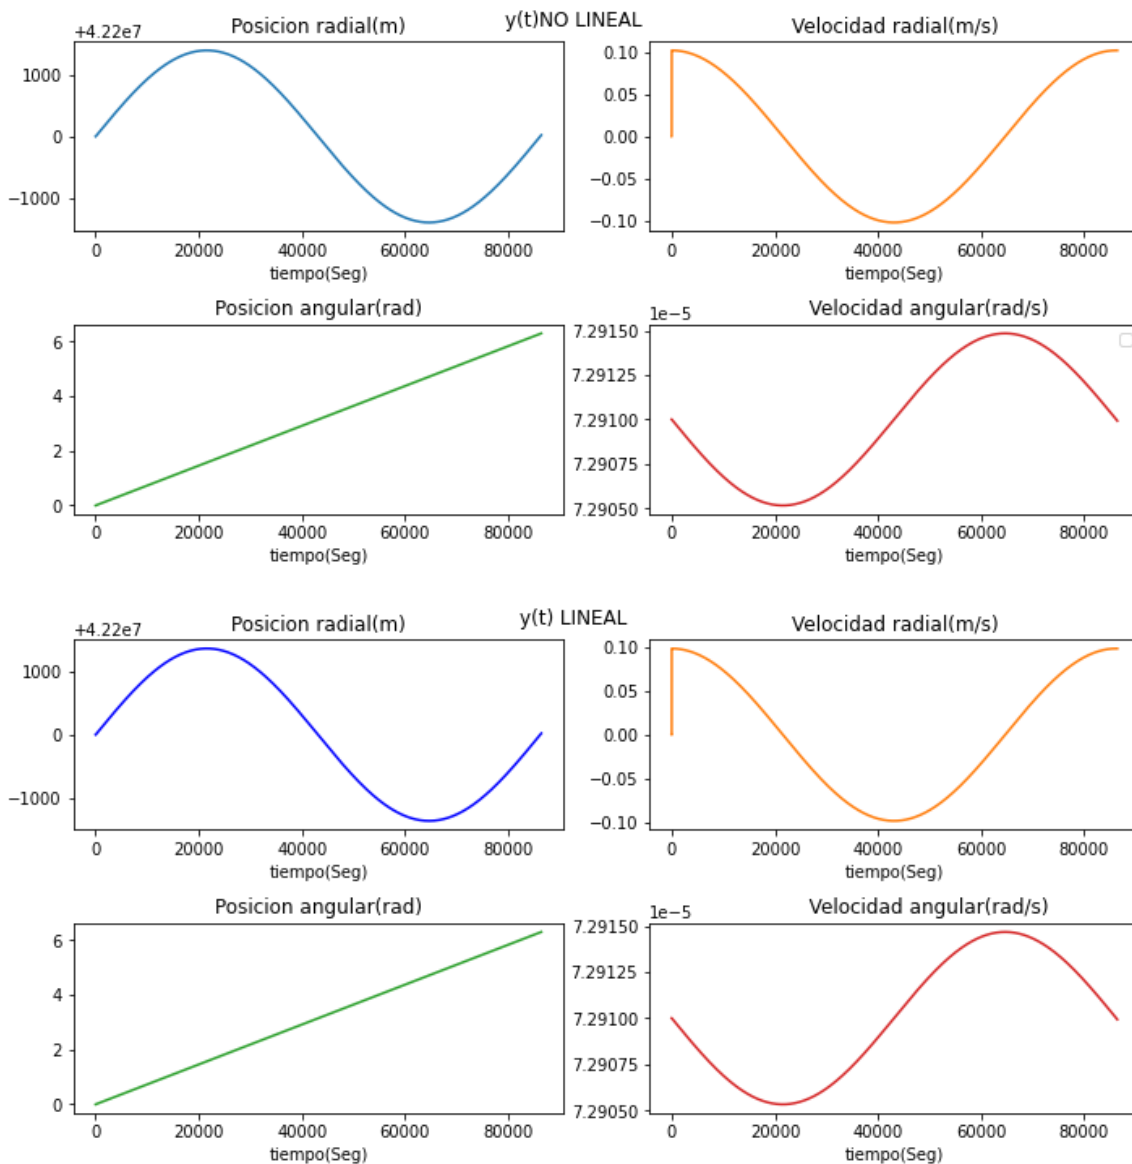 y(t)NO LINEAL
Posicion radial(m)
+4.22e7
1000
0
−1000
0 20000 40000 60000 80000
tiempo(Seg)
Velocidad radial(m/s)
0.10
0.05
0.00
−0.05
−0.10
0 20000 40000 60000 80000
tiempo(Seg)
Posicion angular(rad)
6
4
2
0
0 20000 40000 60000 80000
tiempo(Seg)
Velocidad angular(rad/s)
1e−5
7.29150
7.29125
7.29100
7.29075
7.29050
0 20000 40000 60000 80000
tiempo(Seg)
y(t) LINEAL
Posicion radial(m)
+4.22e7
1000
0
−1000
0 20000 40000 60000 80000
tiempo(Seg)
Velocidad radial(m/s)
0.10
0.05
0.00
−0.05
−0.10
0 20000 40000 60000 80000
tiempo(Seg)
Posicion angular(rad)
6
4
2
0
0 20000 40000 60000 80000
tiempo(Seg)
Velocidad angular(rad/s)
1e−5
7.29150
7.29125
7.29100
7.29075
7.29050
0 20000 40000 60000 80000
tiempo(Seg)